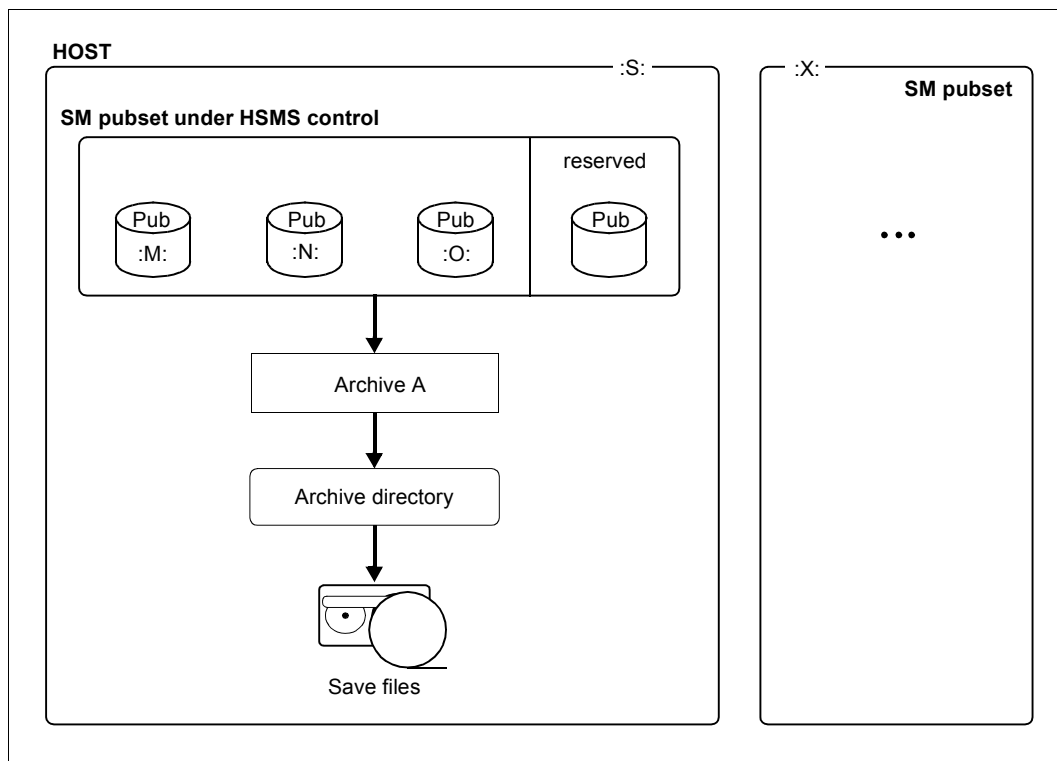 HOST
:S:
:X:
SM pubset
SM pubset under HSMS control
reserved
Pub
:M:
Pub
:N:
Pub
:O:
Pub
•••
Archive A
Archive directory
Save files